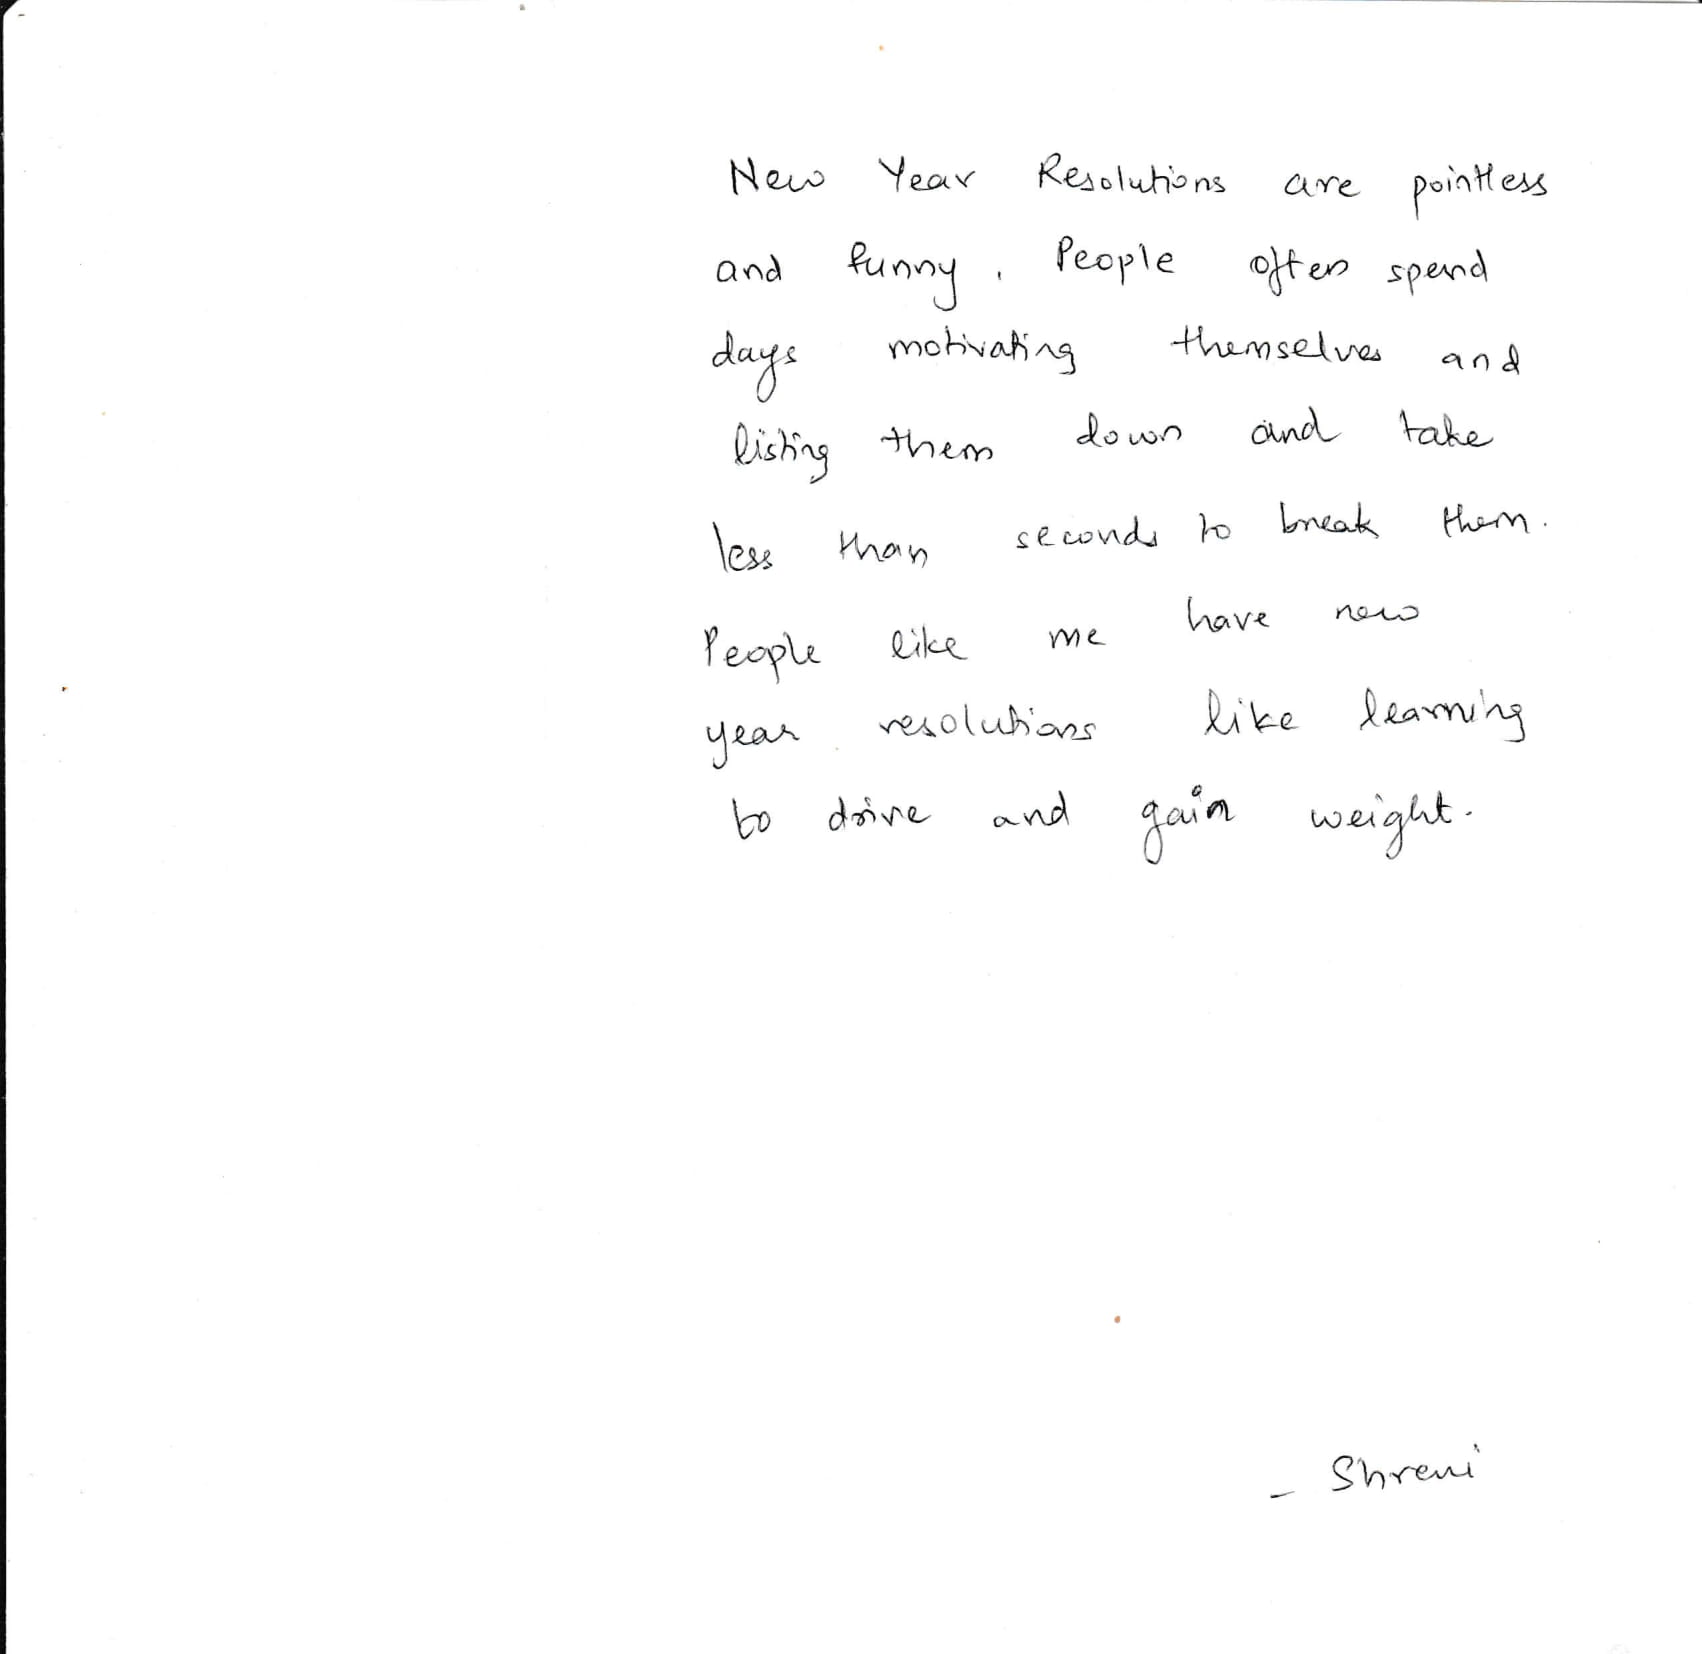 New Year Resolutions are pointless
and funny. People often spend
days motivating themselves and
listing them down and take
less than seconds to break them.
People like me have new
year resolutions like learning
to drive and gain weight.
- Shreni